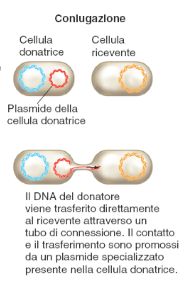 Coniugazione
Cellula
donatrice
Cellula
ricevente
Plasmide della
cellula donatrice
Il DNA del donatore
viene trasferito direttamente
al ricevente attraverso un
tubo di connessione. Il contatto
e il trasferimento sono promossi
da un plasmide specializzato
presente nella cellula donatrice.